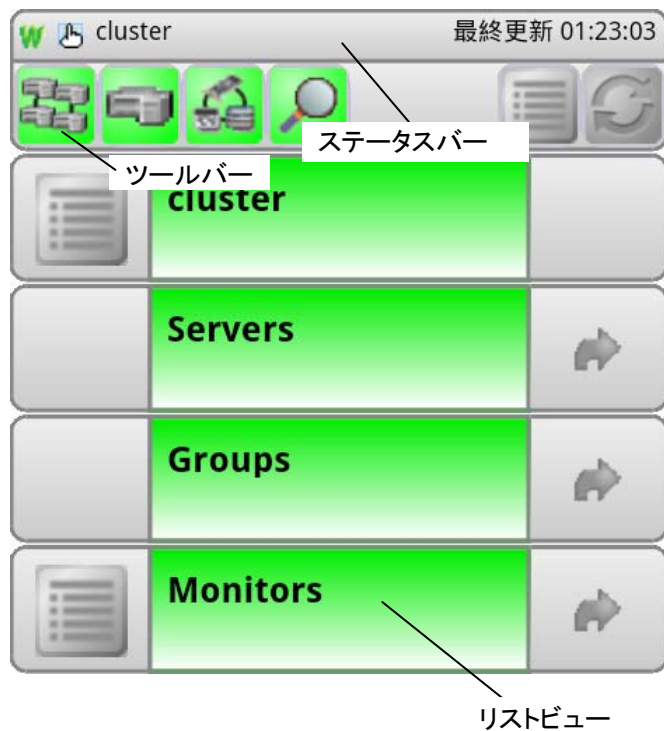 W cluster 最終更新 01:23:03
ステータスバー
ツールバー
cluster
Servers
Groups
Monitors
リストビュー